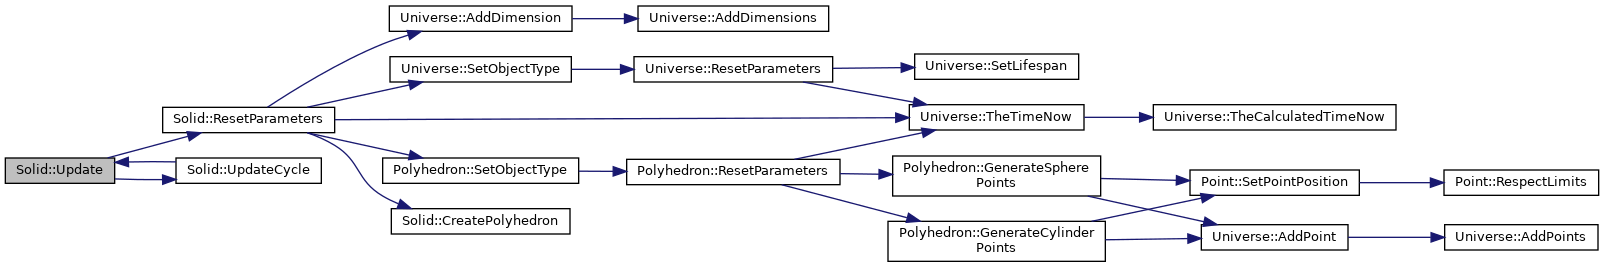 Universe::AddDimension
Universe::AddDimensions
Universe::SetObjectType
Universe::ResetParameters
Universe::SetLifespan
Solid::ResetParameters
Universe::TheTimeNow
Universe::TheCalculatedTimeNow
Solid::Update
Solid::UpdateCycle
Polyhedron::SetObjectType
Polyhedron::ResetParameters
Polyhedron::GenerateSphere
Points
Point::SetPointPosition
Point::RespectLimits
Solid::CreatePolyhedron
Polyhedron::GenerateCylinder
Points
Universe::AddPoint
Universe::AddPoints